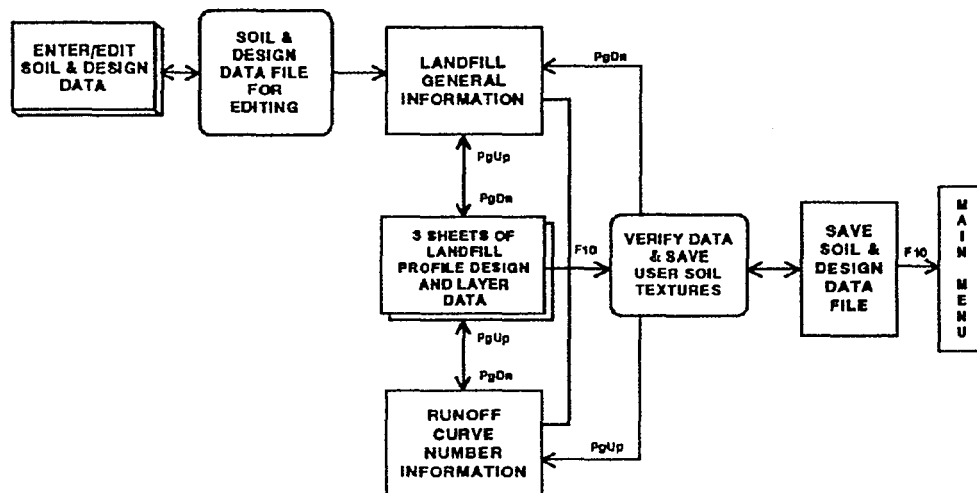 ENTER/EDIT
SOIL & DESIGN
DATA
SOIL &
DESIGN
DATA FILE
FOR
EDITING
LANDFILL
GENERAL
INFORMATION
PgDn
PgUp
PgDn
3 SHEETS OF
LANDFILL
PROFILE DESIGN
AND LAYER
DATA
F10
VERIFY DATA
& SAVE
USER SOIL
TEXTURES
SAVE
SOIL &
DESIGN
DATA
FILE
F10
MAIN MENU
PgUp
PgDn
RUNOFF
CURVE
NUMBER
INFORMATION
PgUp